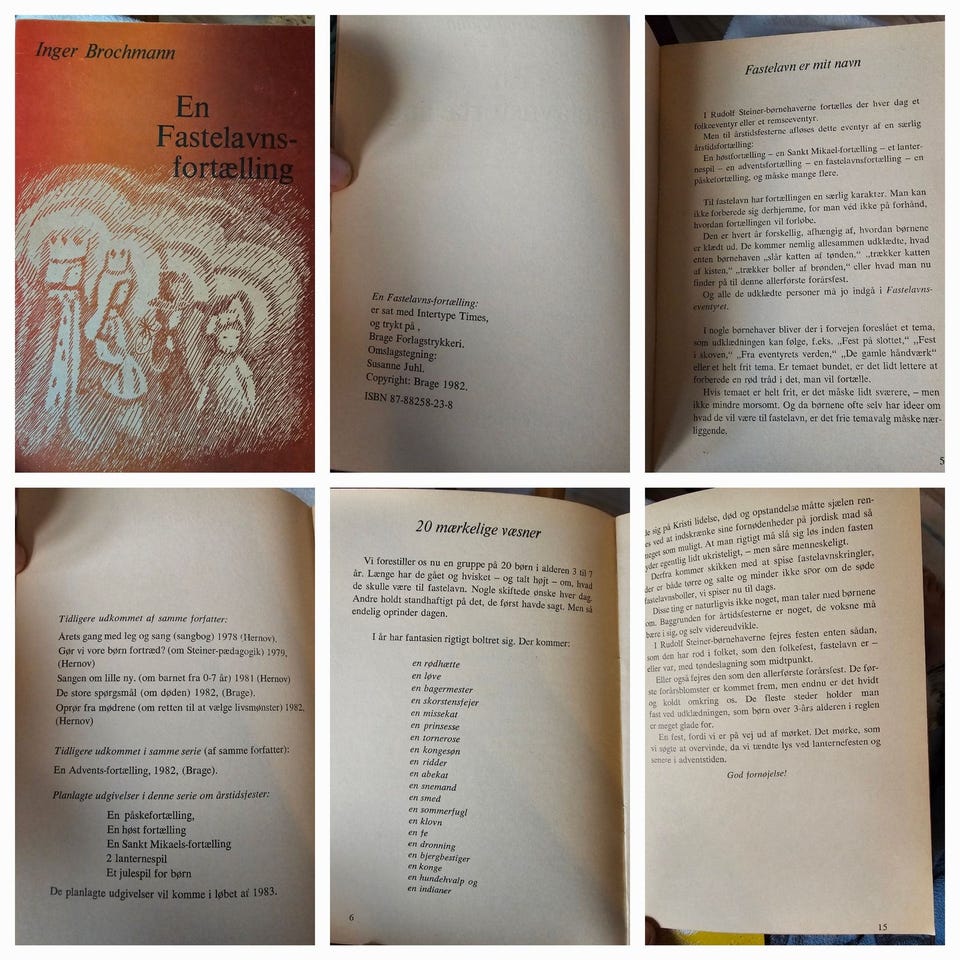 Inger Brochmann
En
Fastelavns-
fortælling
En Fastelavns-fortælling:
er sat med Intertype Times,
og trykt på ,
Brage Forlagstrykkeri.
Omslagstegning:
Susanne Juhl.
Copyright: Brage 1982.
ISBN 87-88258-23-8
Fastelavn er mit navn
I Rudolf Steiner-børnehaverne fortælles der hver dag et
folkeeventyr eller et remseeventyr.
Men til årstidsfesterne afløses dette eventyr af en særlig
årstidsfortælling:
En høstfortælling – en Sankt Mikael-fortælling – et lanter-
nespil – en adventsfortælling – en fastelavnsfortælling – en
påskefortælling, og måske mange flere.
Til fastelavn har fortællingen en særlig karakter. Man kan
ikke forberede sig derhjemme, for man véd ikke på forhånd,
hvordan fortællingen vil forløbe.
Den er hvert år forskellig, afhængig af, hvordan børnene
er klædt ud. De kommer nemlig allesammen udklædte, hvad
enten børnehaven „slår katten af tønden,“ „trækker katten
af kisten,“ „trækker boller af brønden,“ eller hvad man nu
finder på til denne allerførste forårsfest.
Og alle de udklædte personer må jo indgå i Fastelavns-
eventyret.
I nogle børnehaver bliver der i forvejen foreslået et tema,
som udklædningen kan følge, f.eks. „Fest på slottet,“ „Fest
i skoven,“ „Fra eventyrets verden,“ „De gamle håndværk“
eller et helt frit tema. Er temaet bundet, er det lidt lettere at
forberede en rød tråd i det, man vil fortælle.
Hvis temaet er helt frit, er det måske lidt sværere, – men
ikke mindre morsomt. Og da børnene ofte selv har ideer om
hvad de vil være til fastelavn, er det frie temavalg måske nær-
liggende.
5
Tidligere udkommet af samme forfatter:
Årets gang med leg og sang (sangbog) 1978 (Hernov).
Gør vi vore børn fortræd? (om Steiner-pædagogik) 1979,
(Hernov)
Sangen om lille ny. (om barnet fra 0-7 år) 1981 (Hernov)
De store spørgsmål (om døden) 1982, (Brage).
Oprør fra mødrene (om retten til at vælge livsmønster) 1982,
(Hernov)
Tidligere udkommet i samme serie (af samme forfatter):
En Advents-fortælling, 1982, (Brage).
Planlagte udgivelser i denne serie om årstidsfester:
En påskefortælling,
En høst fortælling
En Sankt Mikaels-fortælling
2 lanternespil
Et julespil for børn
De planlagte udgivelser vil komme i løbet af 1983.
20 mærkelige væsner
Vi forestiller os nu en gruppe på 20 børn i alderen 3 til 7
år. Længe har de gået og hvisket – og talt højt – om, hvad
de skulle være til fastelavn. Nogle skiftede ønske hver dag.
Andre holdt standhaftigt på det, de først havde sagt. Men så
endelig oprinder dagen.
I år har fantasien rigtigt boltret sig. Der kommer:
en rødhætte
en løve
en bagermester
en skorstensfejer
en missekat
en prinsesse
en tornerose
en kongesøn
en ridder
en abekat
en snemand
en smed
en sommerfugl
en klovn
en fe
en dronning
en bjergbestiger
en konge
en hundehvalp og
en indianer
6
de sig på Kristi lidelse, død og opstandelse måtte sjælen ren-
es ved at indskrænke sine fornødenheder på jordisk mad så
meget som muligt. At man rigtigt må slå sig løs inden fasten
yder egentlig lidt ukristeligt, – men såre menneskeligt.
Derfra kommer skikken med at spise fastelavnskringler,
der er både tørre og salte og minder ikke spor om de søde
fastelavnsboller, vi spiser nu til dags.
Disse ting er naturligvis ikke noget, man taler med børnene
om. Baggrunden for årtidsfesterne er noget, de voksne må
bære i sig, og selv videreudvikle.
I Rudolf Steiner-børnehaverne fejres festen enten sådan,
som den har rod i folket, som den folkefest, fastelavn er –
eller var, med tøndeslagning som midtpunkt.
Eller også fejres den som den allerførste forårsfest. De før-
ste forårsblomster er kommet frem, men endnu er det hvidt
og koldt omkring os. De fleste steder holder man
fast ved udklædningen, som børn over 3-års alderen i reglen
er meget glade for.
En fest, fordi vi er på vej ud af mørket. Det mørke, som
vi søgte at overvinde, da vi tændte lys ved lanternefesten og
senere i adventstiden.
God fornøjelse!
15